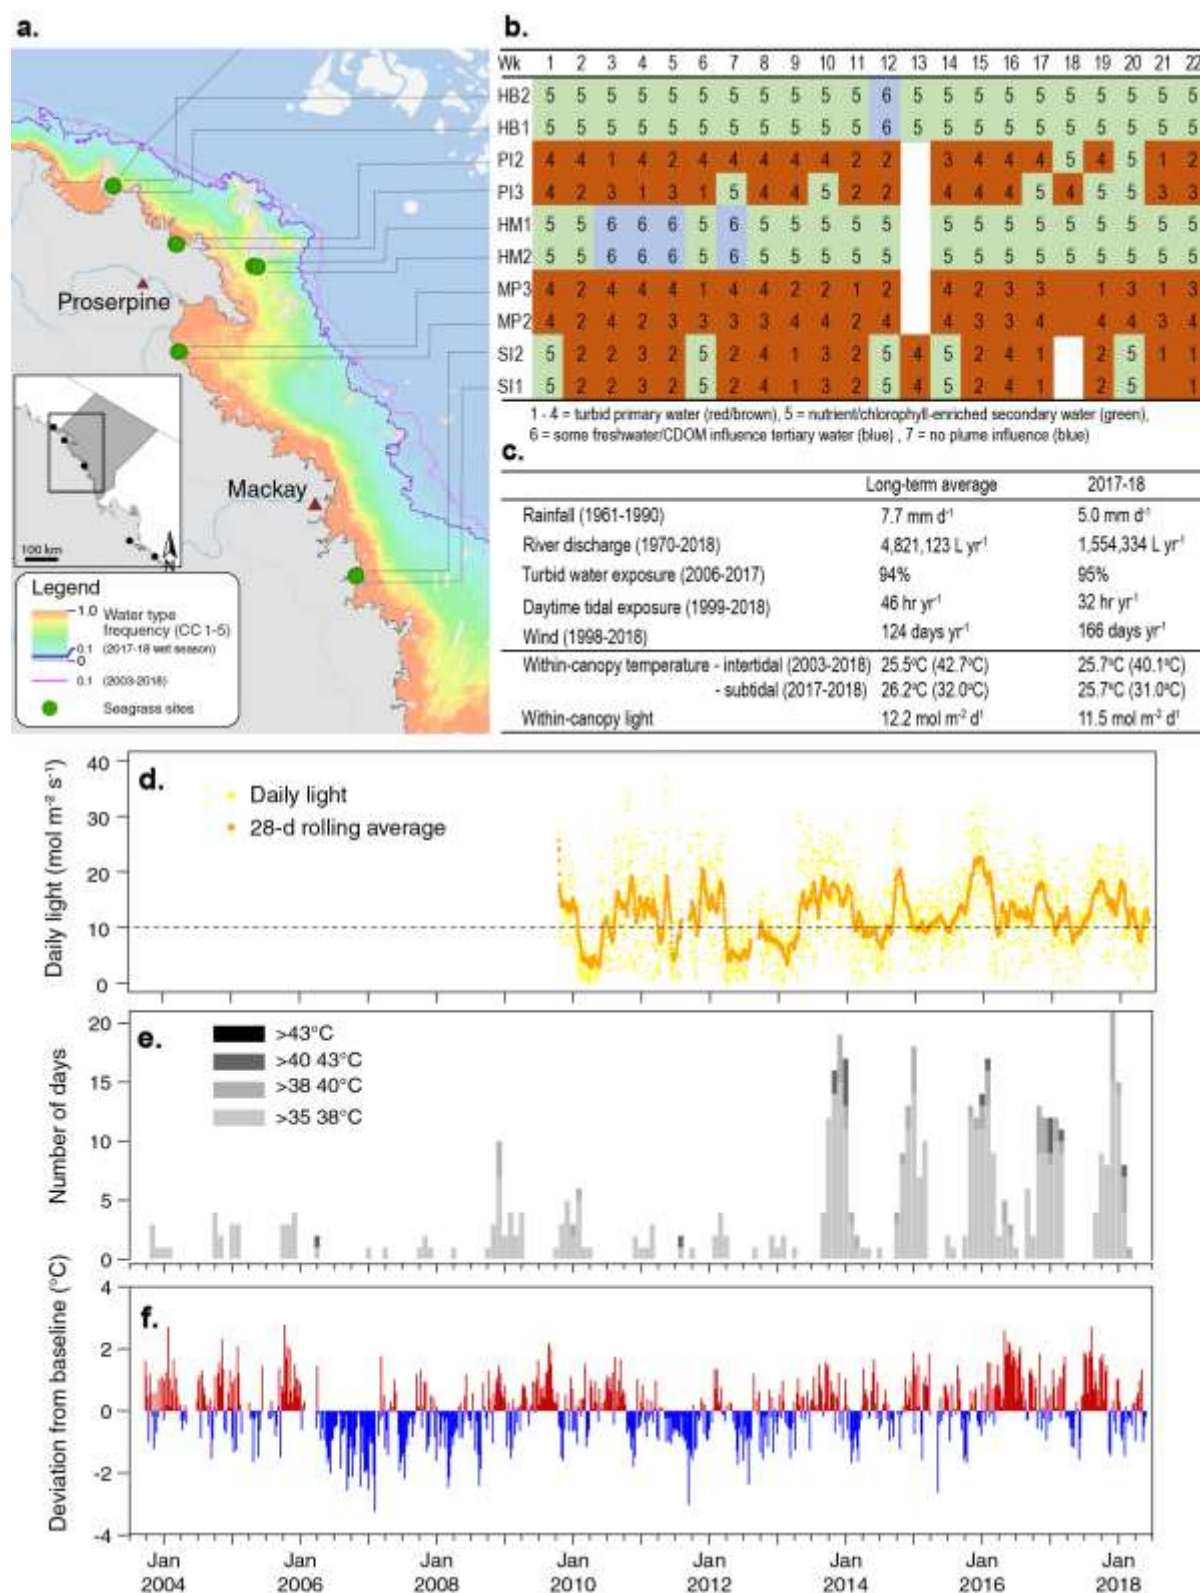 a.
Proserpine
Mackay
100 km
N
Legend
1.0 Water type
frequency (CC 1-5)
0.1 (2017-18 wet season)
0
0.1 (2003-2018)
Seagrass sites
b.
Wk 1 2 3 4 5 6 7 8 9 10 11 12 13 14 15 16 17 18 19 20 21 22
HB2 5 5 5 5 5 5 5 5 5 5 5 6 5 5 5 5 5 5 5 5 5 5
HB1 5 5 5 5 5 5 5 5 5 5 5 6 5 5 5 5 5 5 5 5 5 5
PI2 4 4 1 4 2 4 4 4 4 4 2 2 3 4 4 4 5 4 5 1 2
PI3 4 2 3 1 3 1 5 4 4 5 2 2 4 4 4 5 4 5 5 3 3
HM1 5 5 6 6 6 5 6 5 5 5 5 5 5 5 5 5 5 5 5 5 5
HM2 5 5 6 6 6 5 6 5 5 5 5 5 5 5 5 5 5 5 5 5 5
MP3 4 2 4 4 4 1 4 4 2 2 1 2 4 2 3 3 1 3 1 3
MP2 4 2 4 2 3 3 3 3 4 4 2 4 4 3 3 4 4 4 3 4
SI2 5 2 2 3 2 5 2 4 1 3 2 5 4 5 2 4 1 2 5 1 1
SI1 5 2 2 3 2 5 2 4 1 3 2 5 4 5 2 4 1 2 5 2 1
1 - 4 = turbid primary water (red/brown), 5 = nutrient/chlorophyll-enriched secondary water (green),
6 = some freshwater/CDOM influence tertiary water (blue) , 7 = no plume influence (blue)
c.
Long-term average 2017-18
Rainfall (1961-1990) 7.7 mm d⁻¹ 5.0 mm d⁻¹
River discharge (1970-2018) 4,821,123 L yr⁻¹ 1,554,334 L yr⁻¹
Turbid water exposure (2006-2017) 94% 95%
Daytime tidal exposure (1999-2018) 46 hr yr⁻¹ 32 hr yr⁻¹
Wind (1998-2018) 124 days yr⁻¹ 166 days yr⁻¹
Within-canopy temperature - intertidal (2003-2018) 25.5ºC (42.7ºC) 25.7ºC (40.1ºC)
- subtidal (2017-2018) 26.2ºC (32.0ºC) 25.7ºC (31.0ºC)
Within-canopy light 12.2 mol m⁻² d¹ 11.5 mol m⁻² d¹
d.
Daily light (mol m⁻² s⁻¹)
40
30
20
10
0
Daily light
28-d rolling average
e.
Number of days
20
15
10
5
0
>43°C
>40 43°C
>38 40°C
>35 38°C
f.
Deviation from baseline (°C)
4
2
0
-2
-4
Jan Jan Jan Jan Jan Jan Jan Jan
2004 2006 2008 2010 2012 2014 2016 2018